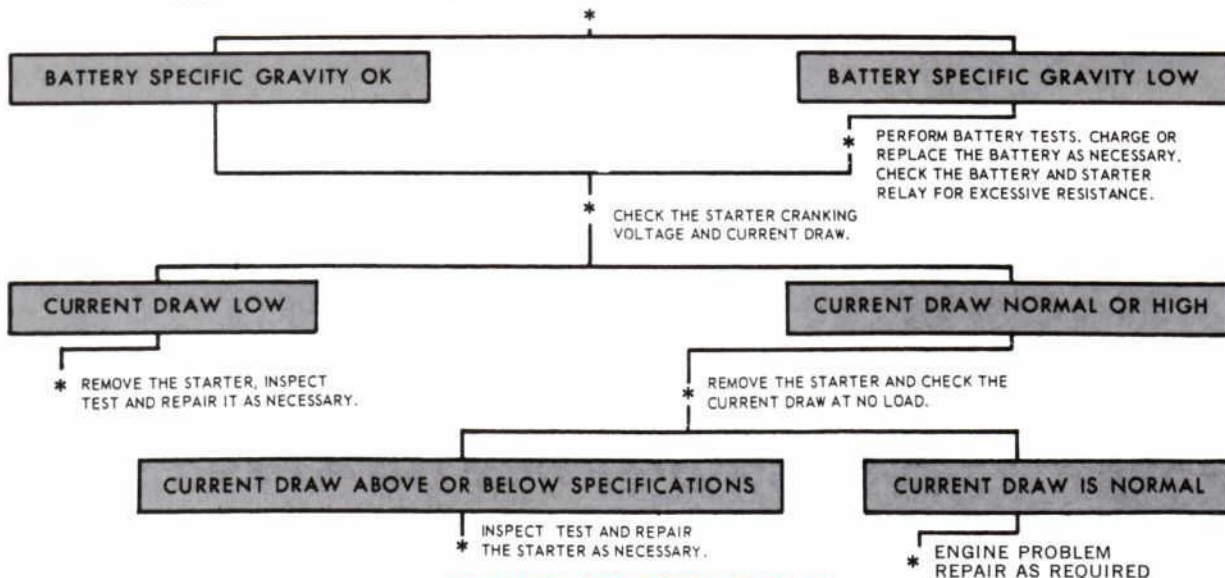 *
BATTERY SPECIFIC GRAVITY OK
BATTERY SPECIFIC GRAVITY LOW
* PERFORM BATTERY TESTS. CHARGE OR
REPLACE THE BATTERY AS NECESSARY.
CHECK THE BATTERY AND STARTER
RELAY FOR EXCESSIVE RESISTANCE.
* CHECK THE STARTER CRANKING
VOLTAGE AND CURRENT DRAW.
CURRENT DRAW LOW
CURRENT DRAW NORMAL OR HIGH
* REMOVE THE STARTER, INSPECT
TEST AND REPAIR IT AS NECESSARY.
* REMOVE THE STARTER AND CHECK THE
CURRENT DRAW AT NO LOAD.
CURRENT DRAW ABOVE OR BELOW SPECIFICATIONS
CURRENT DRAW IS NORMAL
* INSPECT TEST AND REPAIR
THE STARTER AS NECESSARY.
* ENGINE PROBLEM
REPAIR AS REQUIRED